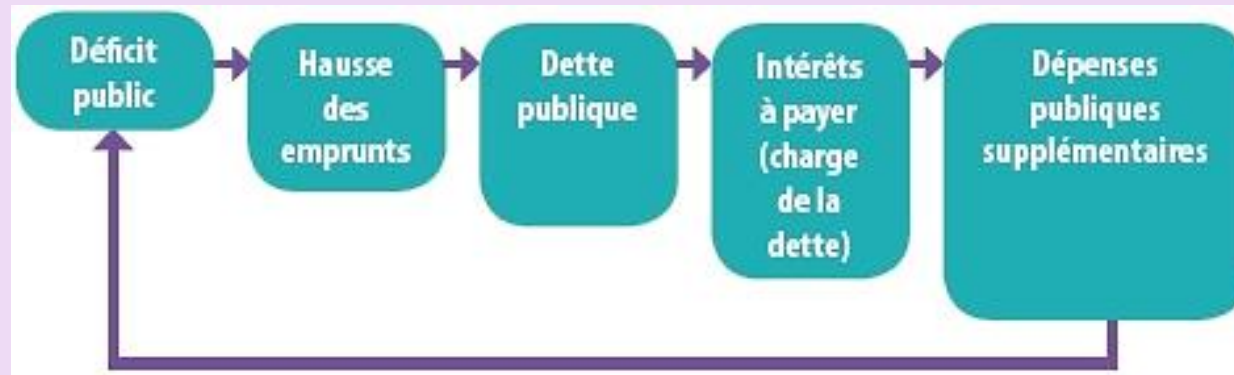 Déficit
public
Hausse
des
emprunts
Dette
publique
Intérêts
à payer
(charge
de la
dette)
Dépenses
publiques
supplémentaires